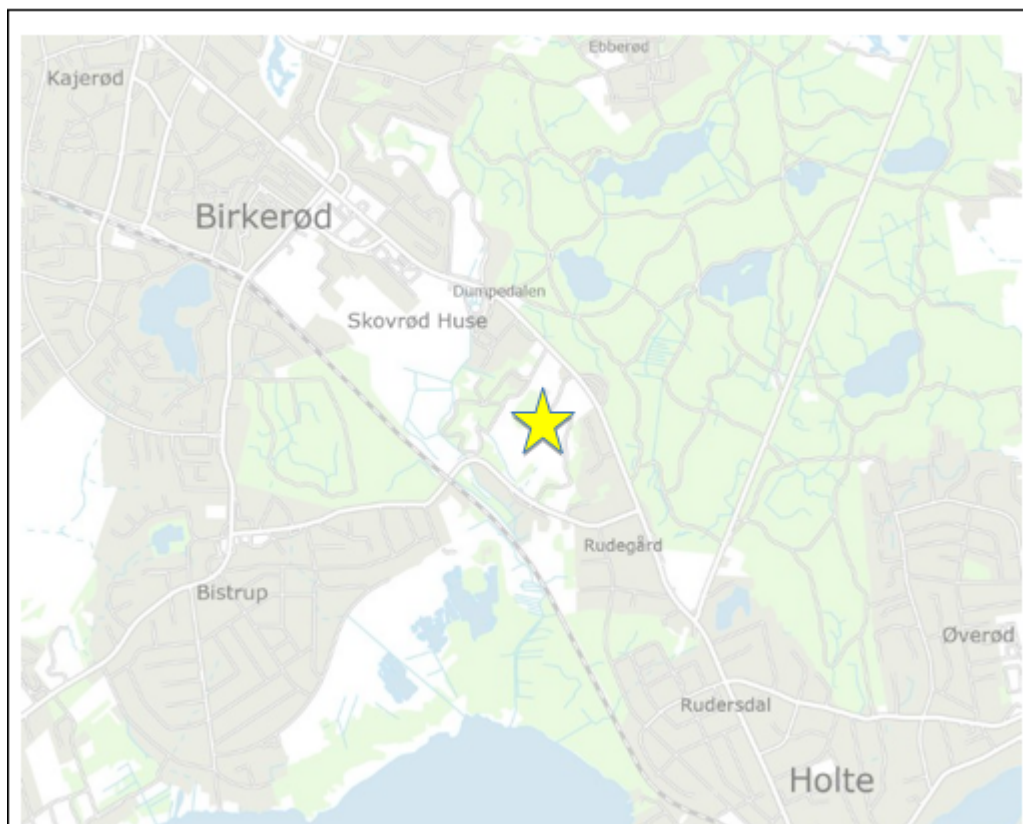 Ebberød
Kajerød
Birkerød
Dumpedalen
Skovrød Huse
Rudegård
Bistrup
Øverød
Rudersdal
Holte